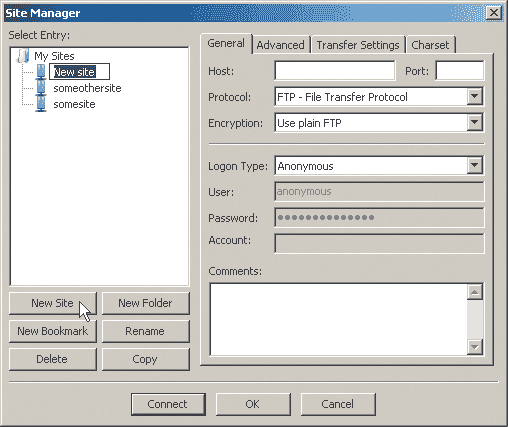 Site Manager
Select Entry:
My Sites
New site
someothersite
somesite
New Site New Folder
New Bookmark Rename
Delete Copy
General Advanced Transfer Settings Charset
Host: Port:
Protocol: FTP - File Transfer Protocol
Encryption: Use plain FTP
Logon Type: Anonymous
User: anonymous
Password: ●●●●●●●●●●●●●●
Account:
Comments:
Connect OK Cancel